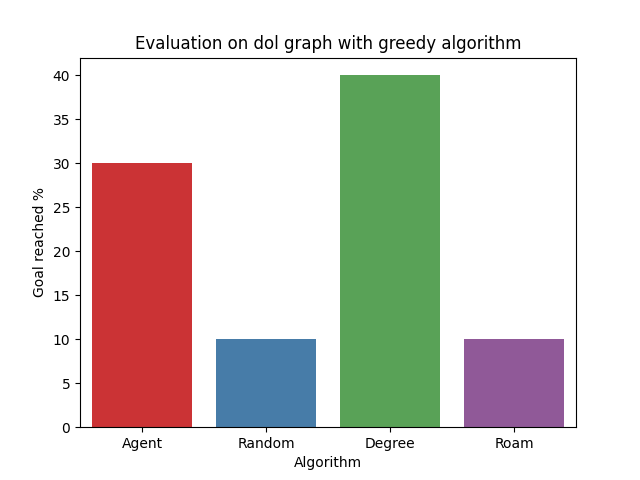 Evaluation on dol graph with greedy algorithm
40
35
30
25
20
15
10
5
0
Goal reached %
Agent Random Degree Roam
Algorithm